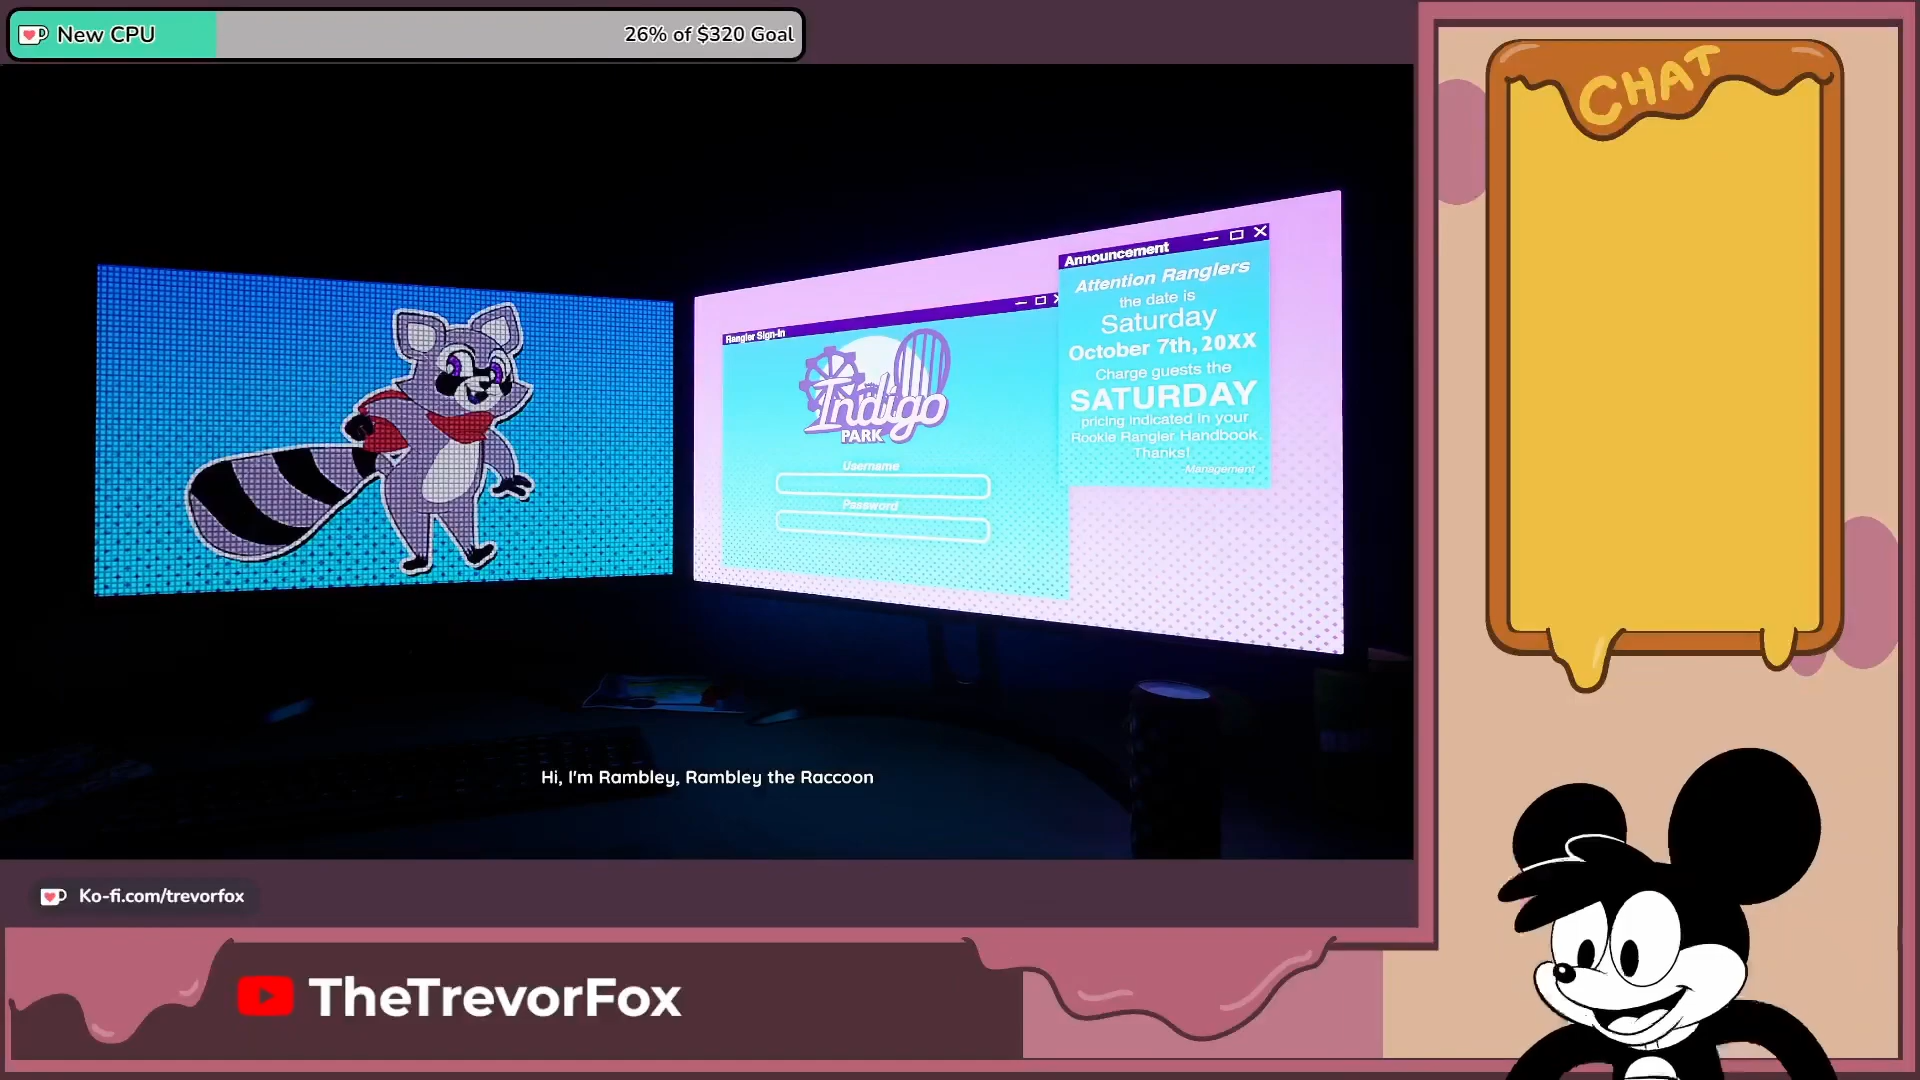 New CPU
26% of $320 Goal
CHAT
Announcement
Attention Ranglers
the date is
Saturday
October 7th, 20XX
Charge guests the
SATURDAY
pricing indicated in your
Rookie Rangler Handbook.
Thanks!
-Management
Rangler Sign-In
Indigo
PARK
Username
Password
Hi, I'm Rambley, Rambley the Raccoon
Ko-fi.com/trevorfox
TheTrevorFox